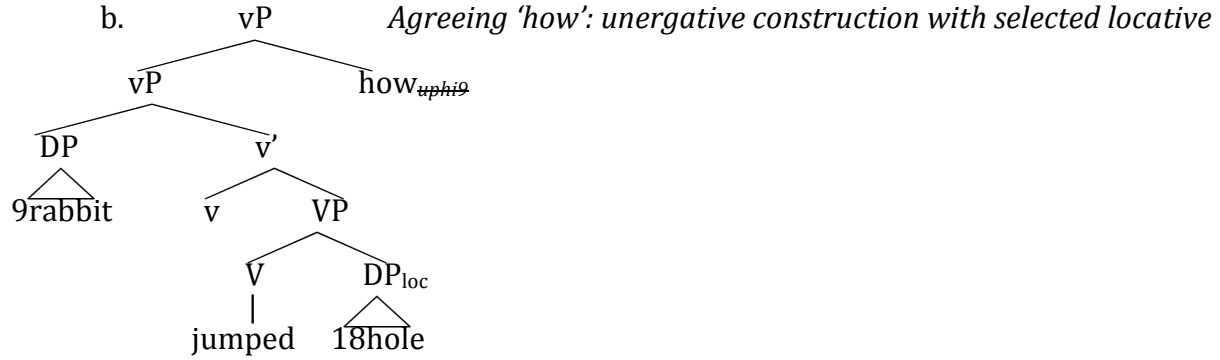 b. vP Agreeing ‘how’: unergative construction with selected locative
vP how uphi9
DP v’
9rabbit v VP
V DPloc
jumped 18hole